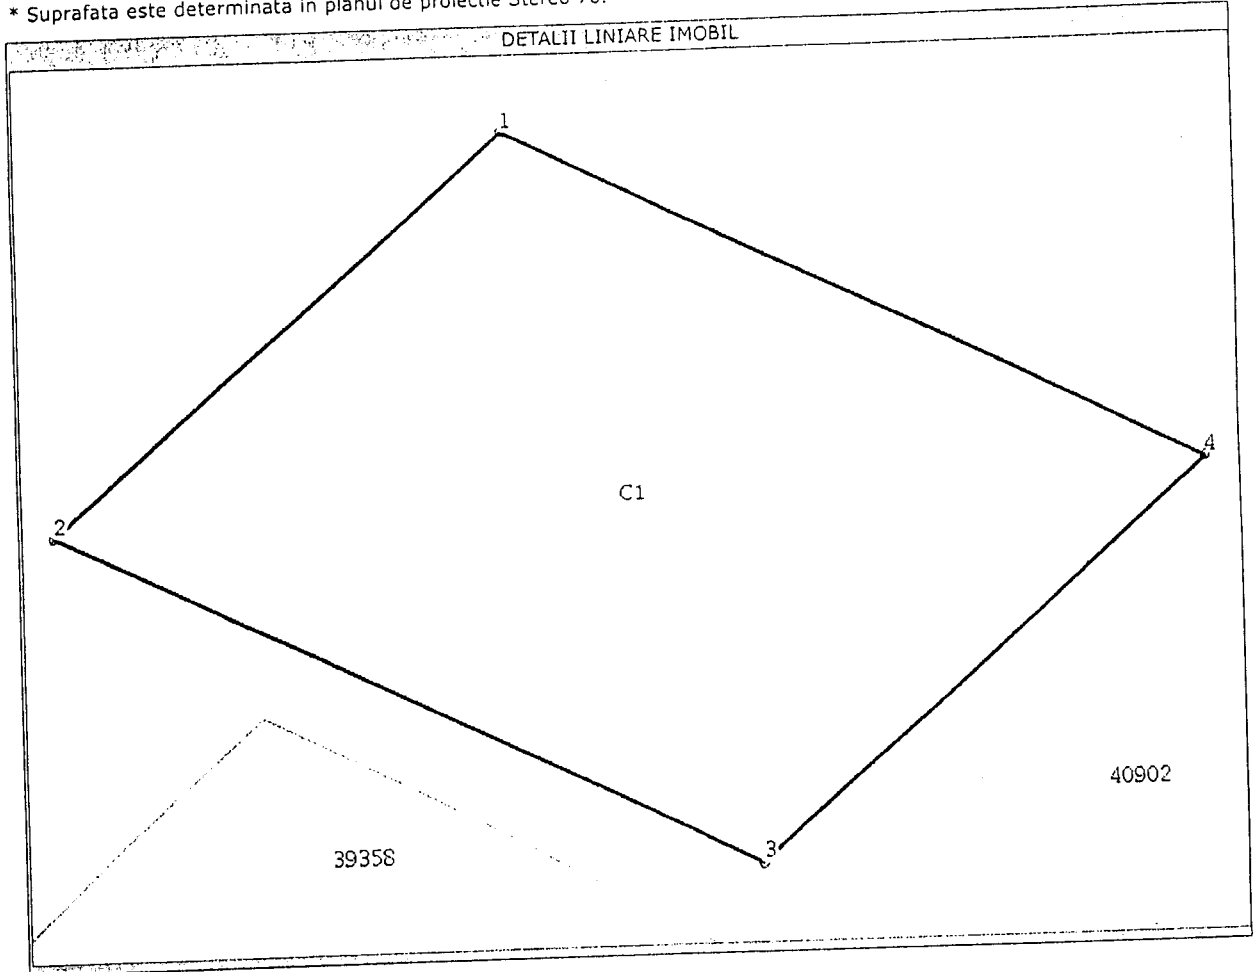 * Suprafata este determinata in planul de proiectie Stereo 70.
DETALII LINIARE IMOBIL
1
4
C1
2
40902
3
39358